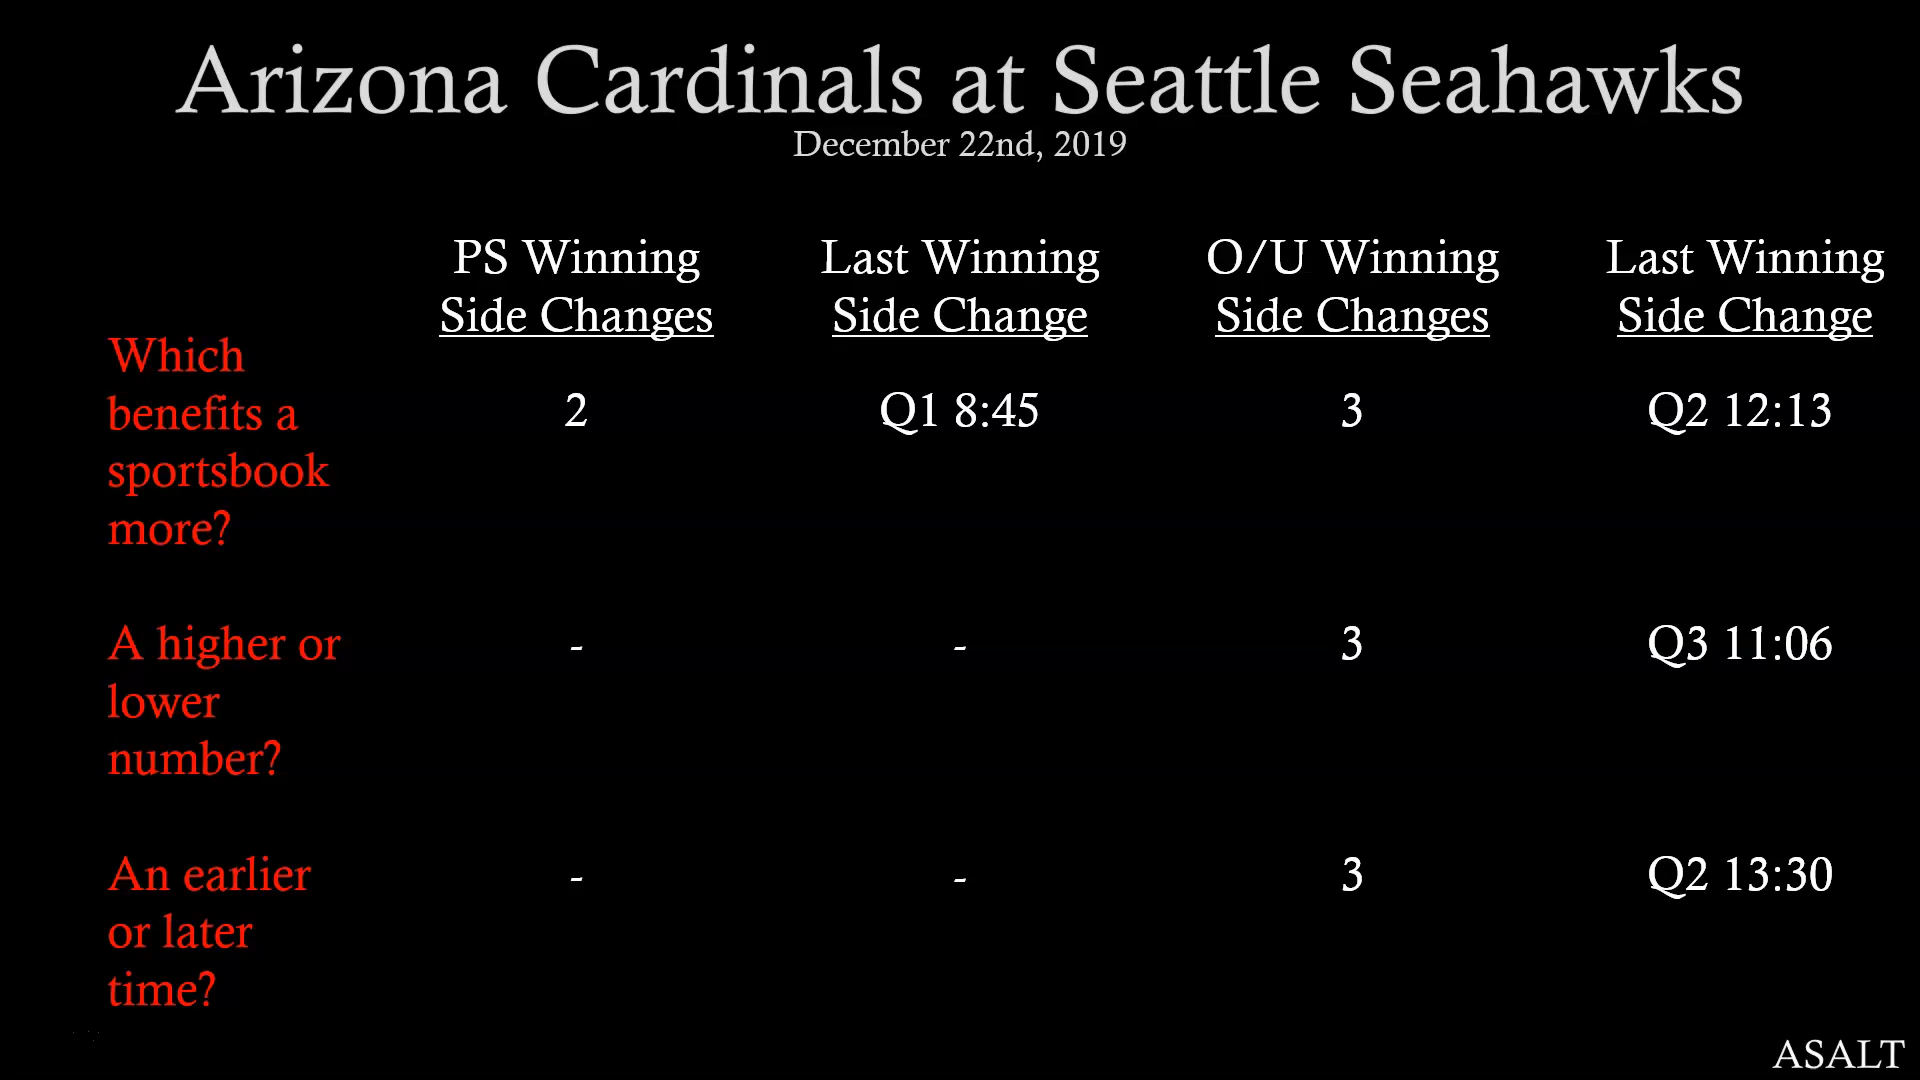 Arizona Cardinals at Seattle Seahawks
December 22nd, 2019
PS Winning
Side Changes
Last Winning
Side Change
O/U Winning
Side Changes
Last Winning
Side Change
Which
benefits a
sportsbook
more?
2
Q1 8:45
3
Q2 12:13
A higher or
lower
number?
-
-
3
Q3 11:06
An earlier
or later
time?
-
-
3
Q2 13:30
ASALT